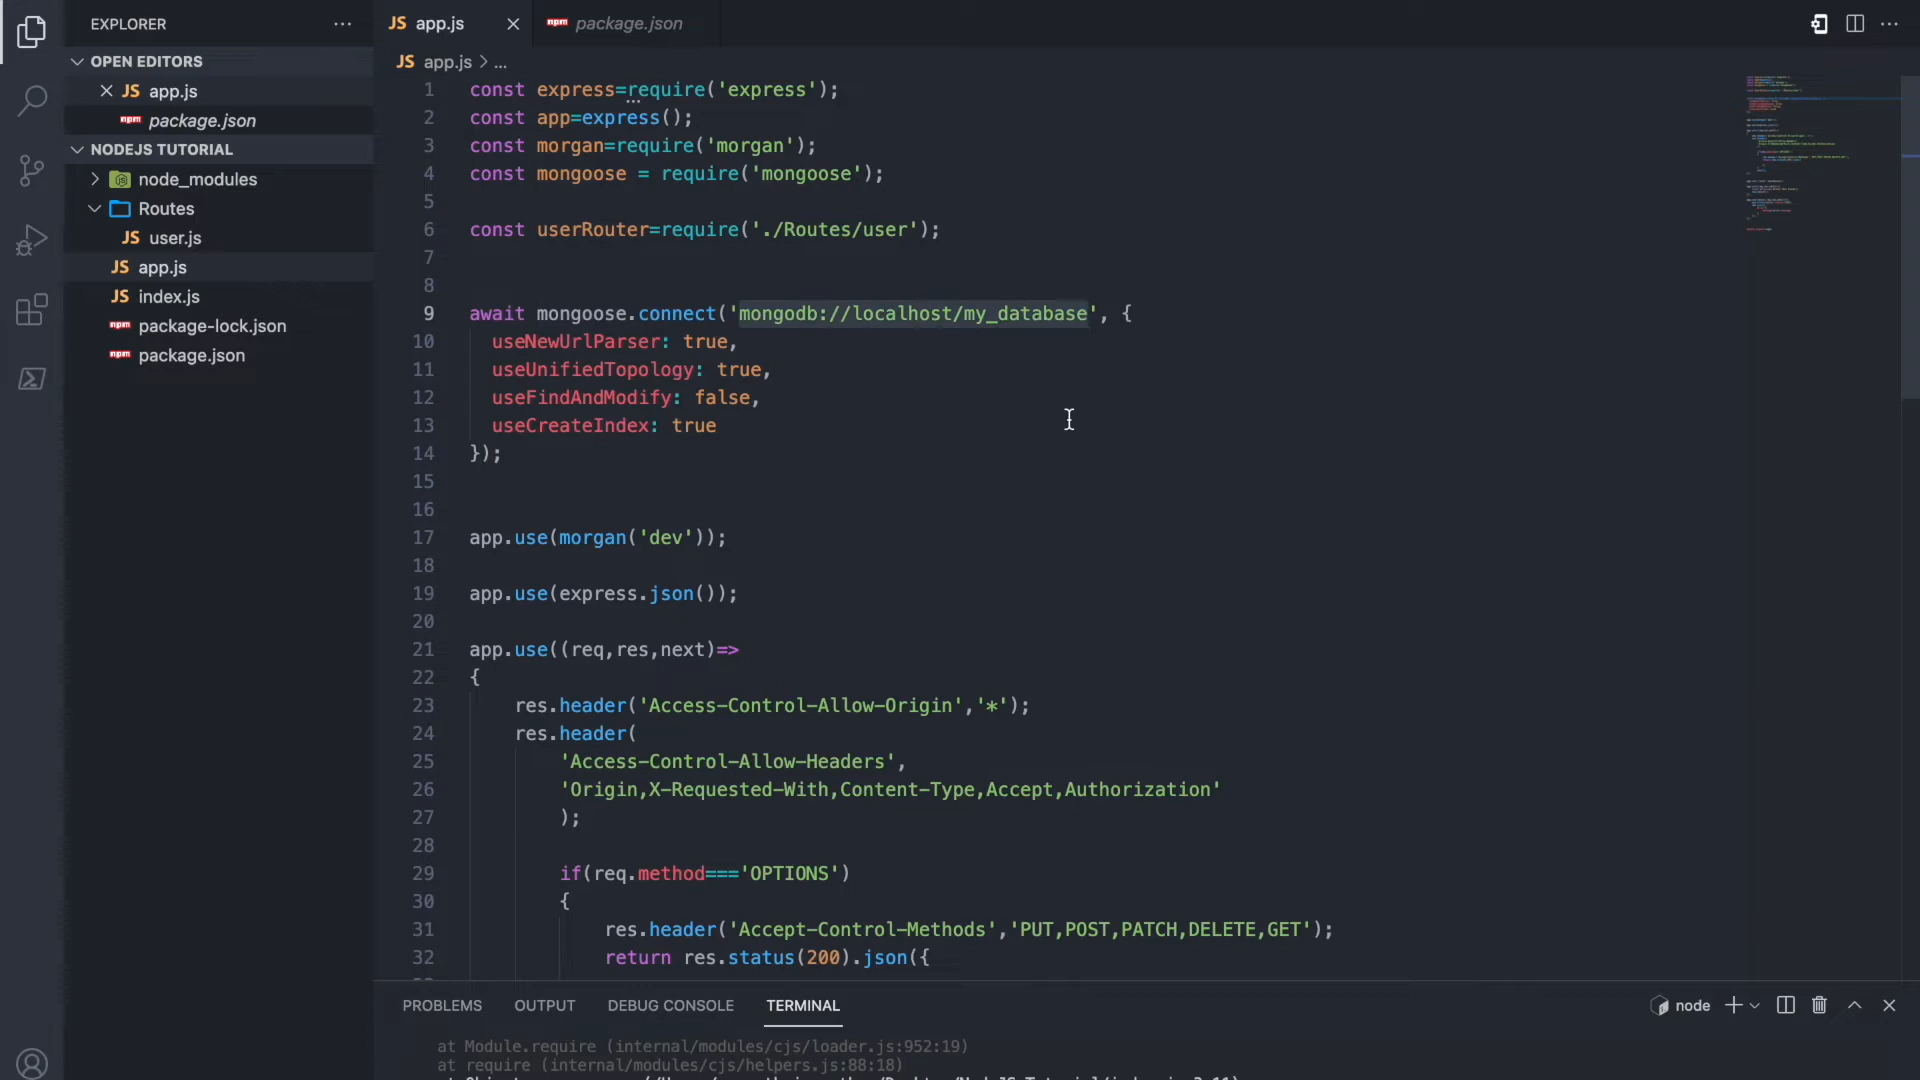 EXPLORER
OPEN EDITORS
JS app.js
npm package.json
NODEJS TUTORIAL
node_modules
Routes
JS user.js
JS app.js
JS index.js
npm package-lock.json
npm package.json
JS app.js
npm package.json
JS app.js > ...
1 const express=require('express');
2 const app=express();
3 const morgan=require('morgan');
4 const mongoose = require('mongoose');
5
6 const userRouter=require('./Routes/user');
7
8
9 await mongoose.connect('mongodb://localhost/my_database', {
10 useNewUrlParser: true,
11 useUnifiedTopology: true,
12 useFindAndModify: false,
13 useCreateIndex: true
14 });
15
16
17 app.use(morgan('dev'));
18
19 app.use(express.json());
20
21 app.use((req,res,next)=>
22 {
23 res.header('Access-Control-Allow-Origin','*');
24 res.header(
25 'Access-Control-Allow-Headers',
26 'Origin,X-Requested-With,Content-Type,Accept,Authorization'
27 );
28
29 if(req.method==='OPTIONS')
30 {
31 res.header('Accept-Control-Methods','PUT,POST,PATCH,DELETE,GET');
32 return res.status(200).json({
PROBLEMS OUTPUT DEBUG CONSOLE TERMINAL
node
at Module.require (internal/modules/cjs/loader.js:952:19)
at require (internal/modules/cjs/helpers.js:88:18)